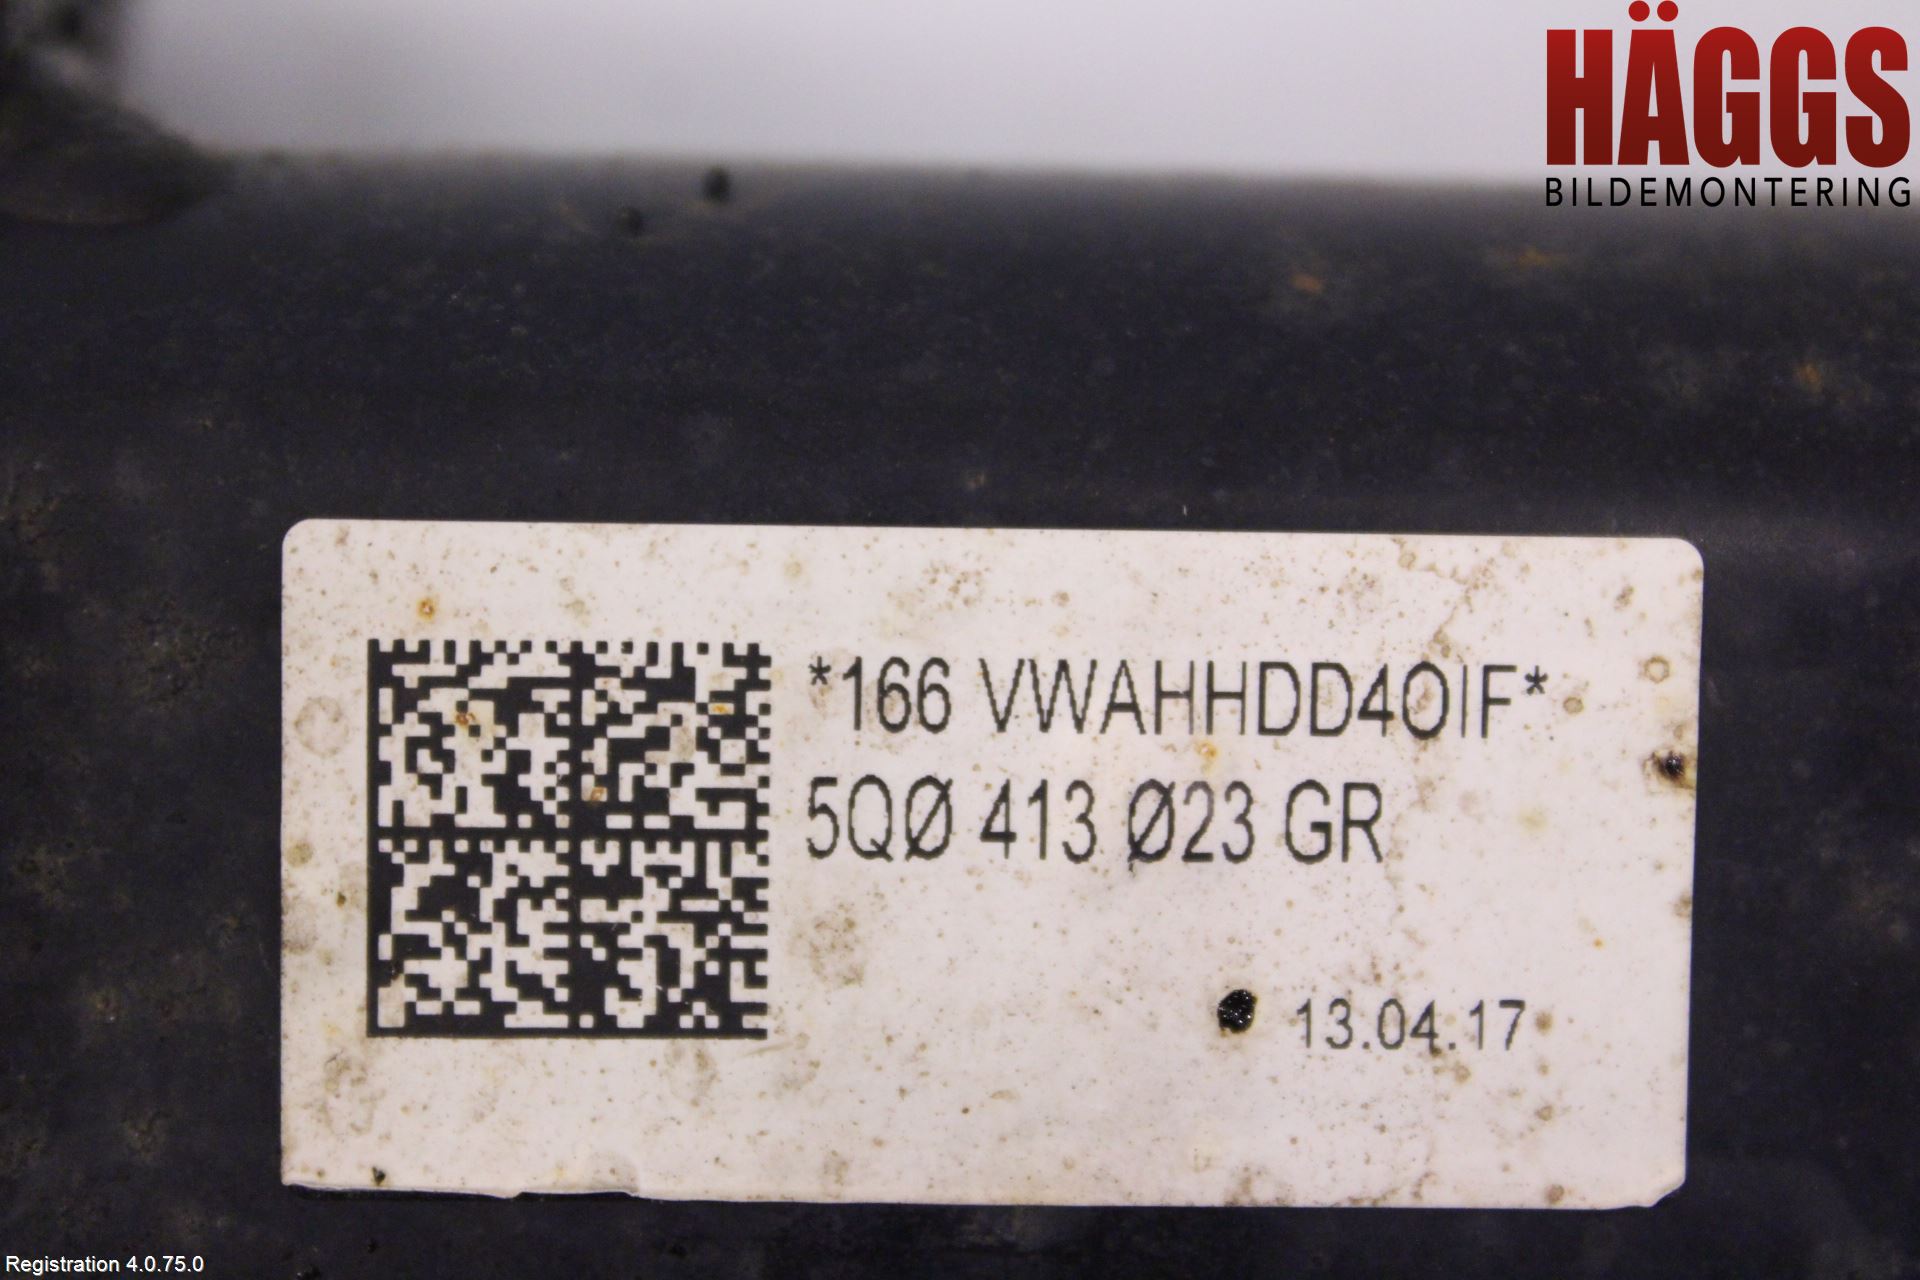 HÄGGS
BILDEMONTERING
*166 VWAHHDD4OIF*
5QØ 413 Ø23 GR
13.04.17
Registration 4.0.75.0